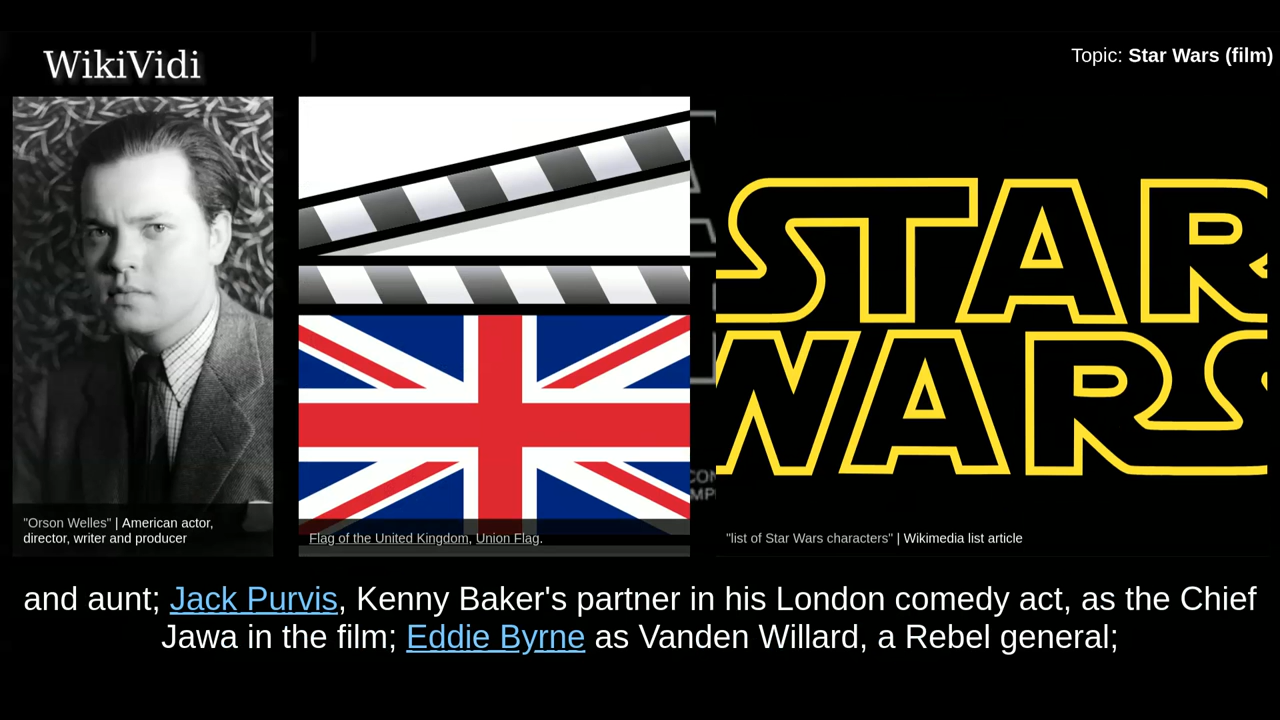 WikiVidi
Topic: Star Wars (film)
STAR
WARS
"Orson Welles" | American actor,
director, writer and producer
Flag of the United Kingdom, Union Flag.
"list of Star Wars characters" | Wikimedia list article
and aunt; Jack Purvis, Kenny Baker's partner in his London comedy act, as the Chief
Jawa in the film; Eddie Byrne as Vanden Willard, a Rebel general;